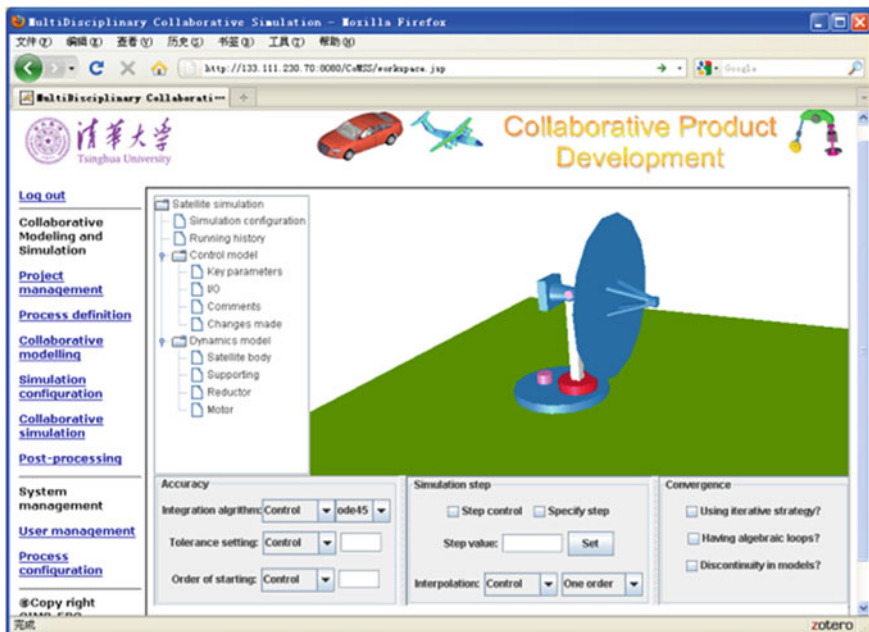 MultiDisciplinary Collaborative Simulation - Mozilla Firefox
文件(F) 编辑(E) 查看(V) 历史(S) 书签(B) 工具(T) 帮助(H)
http://133.111.230.70:8080/CoMSS/workspace.jsp
Google
MultiDisciplinary Collaborati...
清华大学
Tsinghua University
Collaborative Product
Development
Log out
Collaborative
Modeling and
Simulation
Project
management
Process definition
Collaborative
modelling
Simulation
configuration
Collaborative
simulation
Post-processing
System
management
User management
Process
configuration
®Copy right
Satellite simulation
Simulation configuration
Running history
Control model
Key parameters
I/O
Comments
Changes made
Dynamics model
Satellite body
Supporting
Reductor
Motor
Accuracy
Integration algrithm: Control ode45
Tolerance setting: Control
Order of starting: Control
Simulation step
Step control Specify step
Step value: Set
Interpolation: Control One order
Convergence
Using iterative strategy?
Having algebraic loops?
Discontinuity in models?
完成
zotero